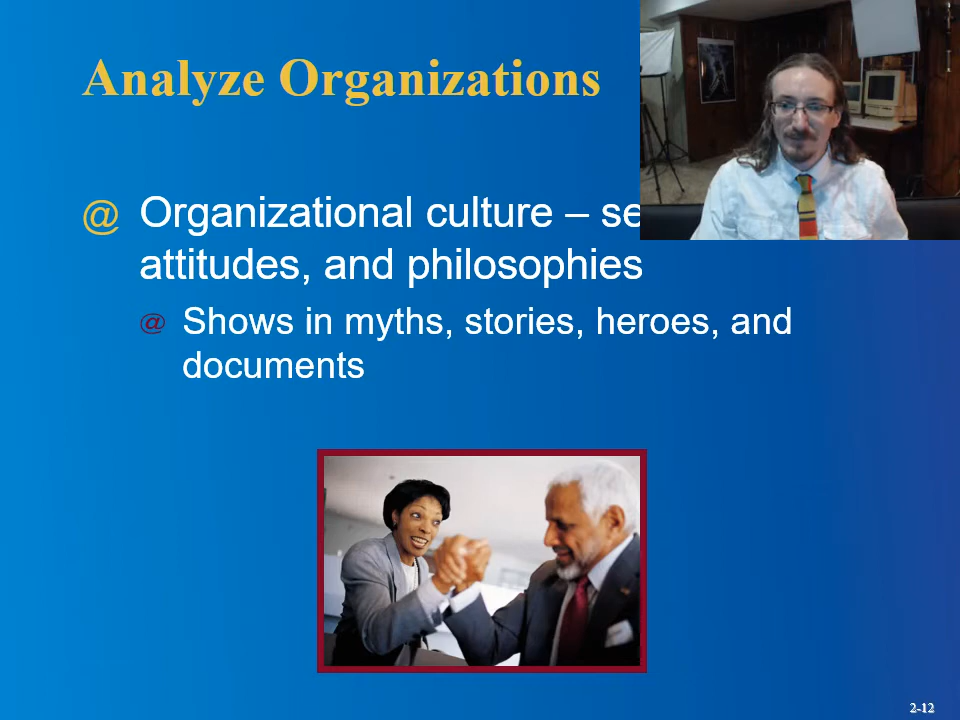 Analyze Organizations
@ Organizational culture –
attitudes, and philosophies
@ Shows in myths, stories, heroes, and
documents
2-12